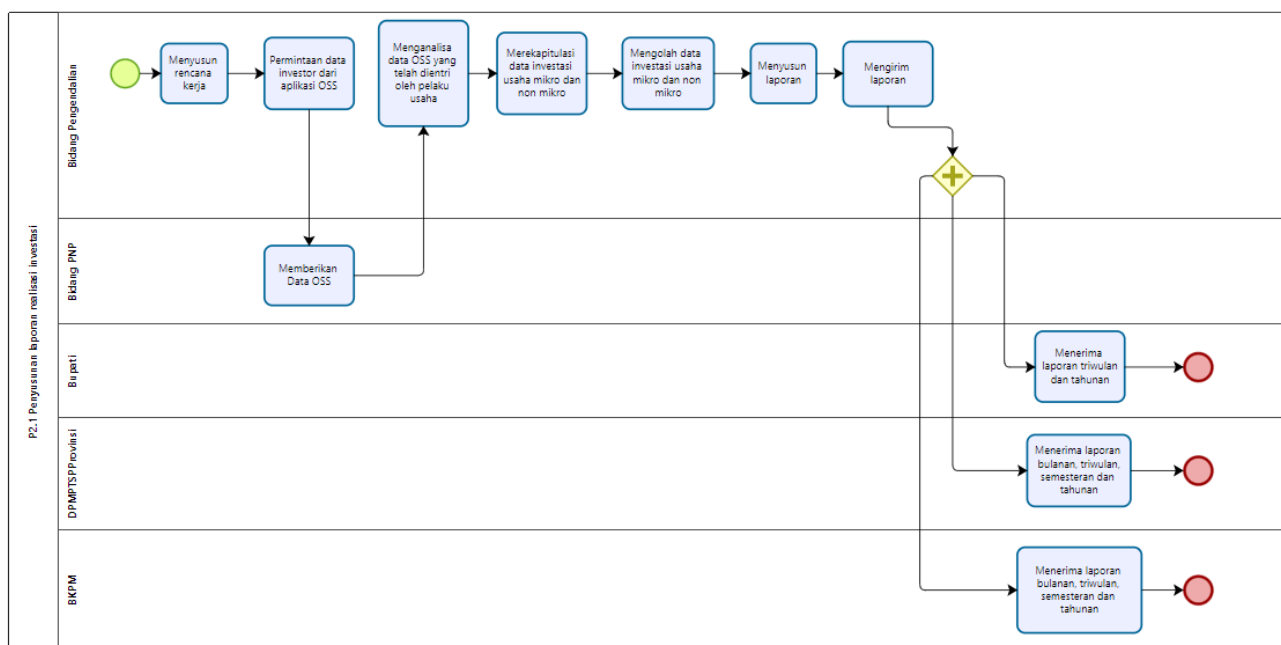 P2.1 Penyusunan laporan realisasi investasi
Bidang Pengendalian
Menyusun
rencana
kerja
Permintaan data
investor dari
aplikasi OSS
Menganalisa
data OSS yang
telah dientri
oleh pelaku
usaha
Merekapitulasi
data investasi
usaha mikro dan
non mikro
Mengolah data
investasi usaha
mikro dan non
mikro
Menyusun
laporan
Mengirim
laporan
Bidang PNP
Memberikan
Data OSS
Bupati
Menerima
laporan triwulan
dan tahunan
DPMPTSPProvinsi
Menerima laporan
bulanan, triwulan,
semesteran dan
tahunan
BKPM
Menerima laporan
bulanan, triwulan,
semesteran dan
tahunan